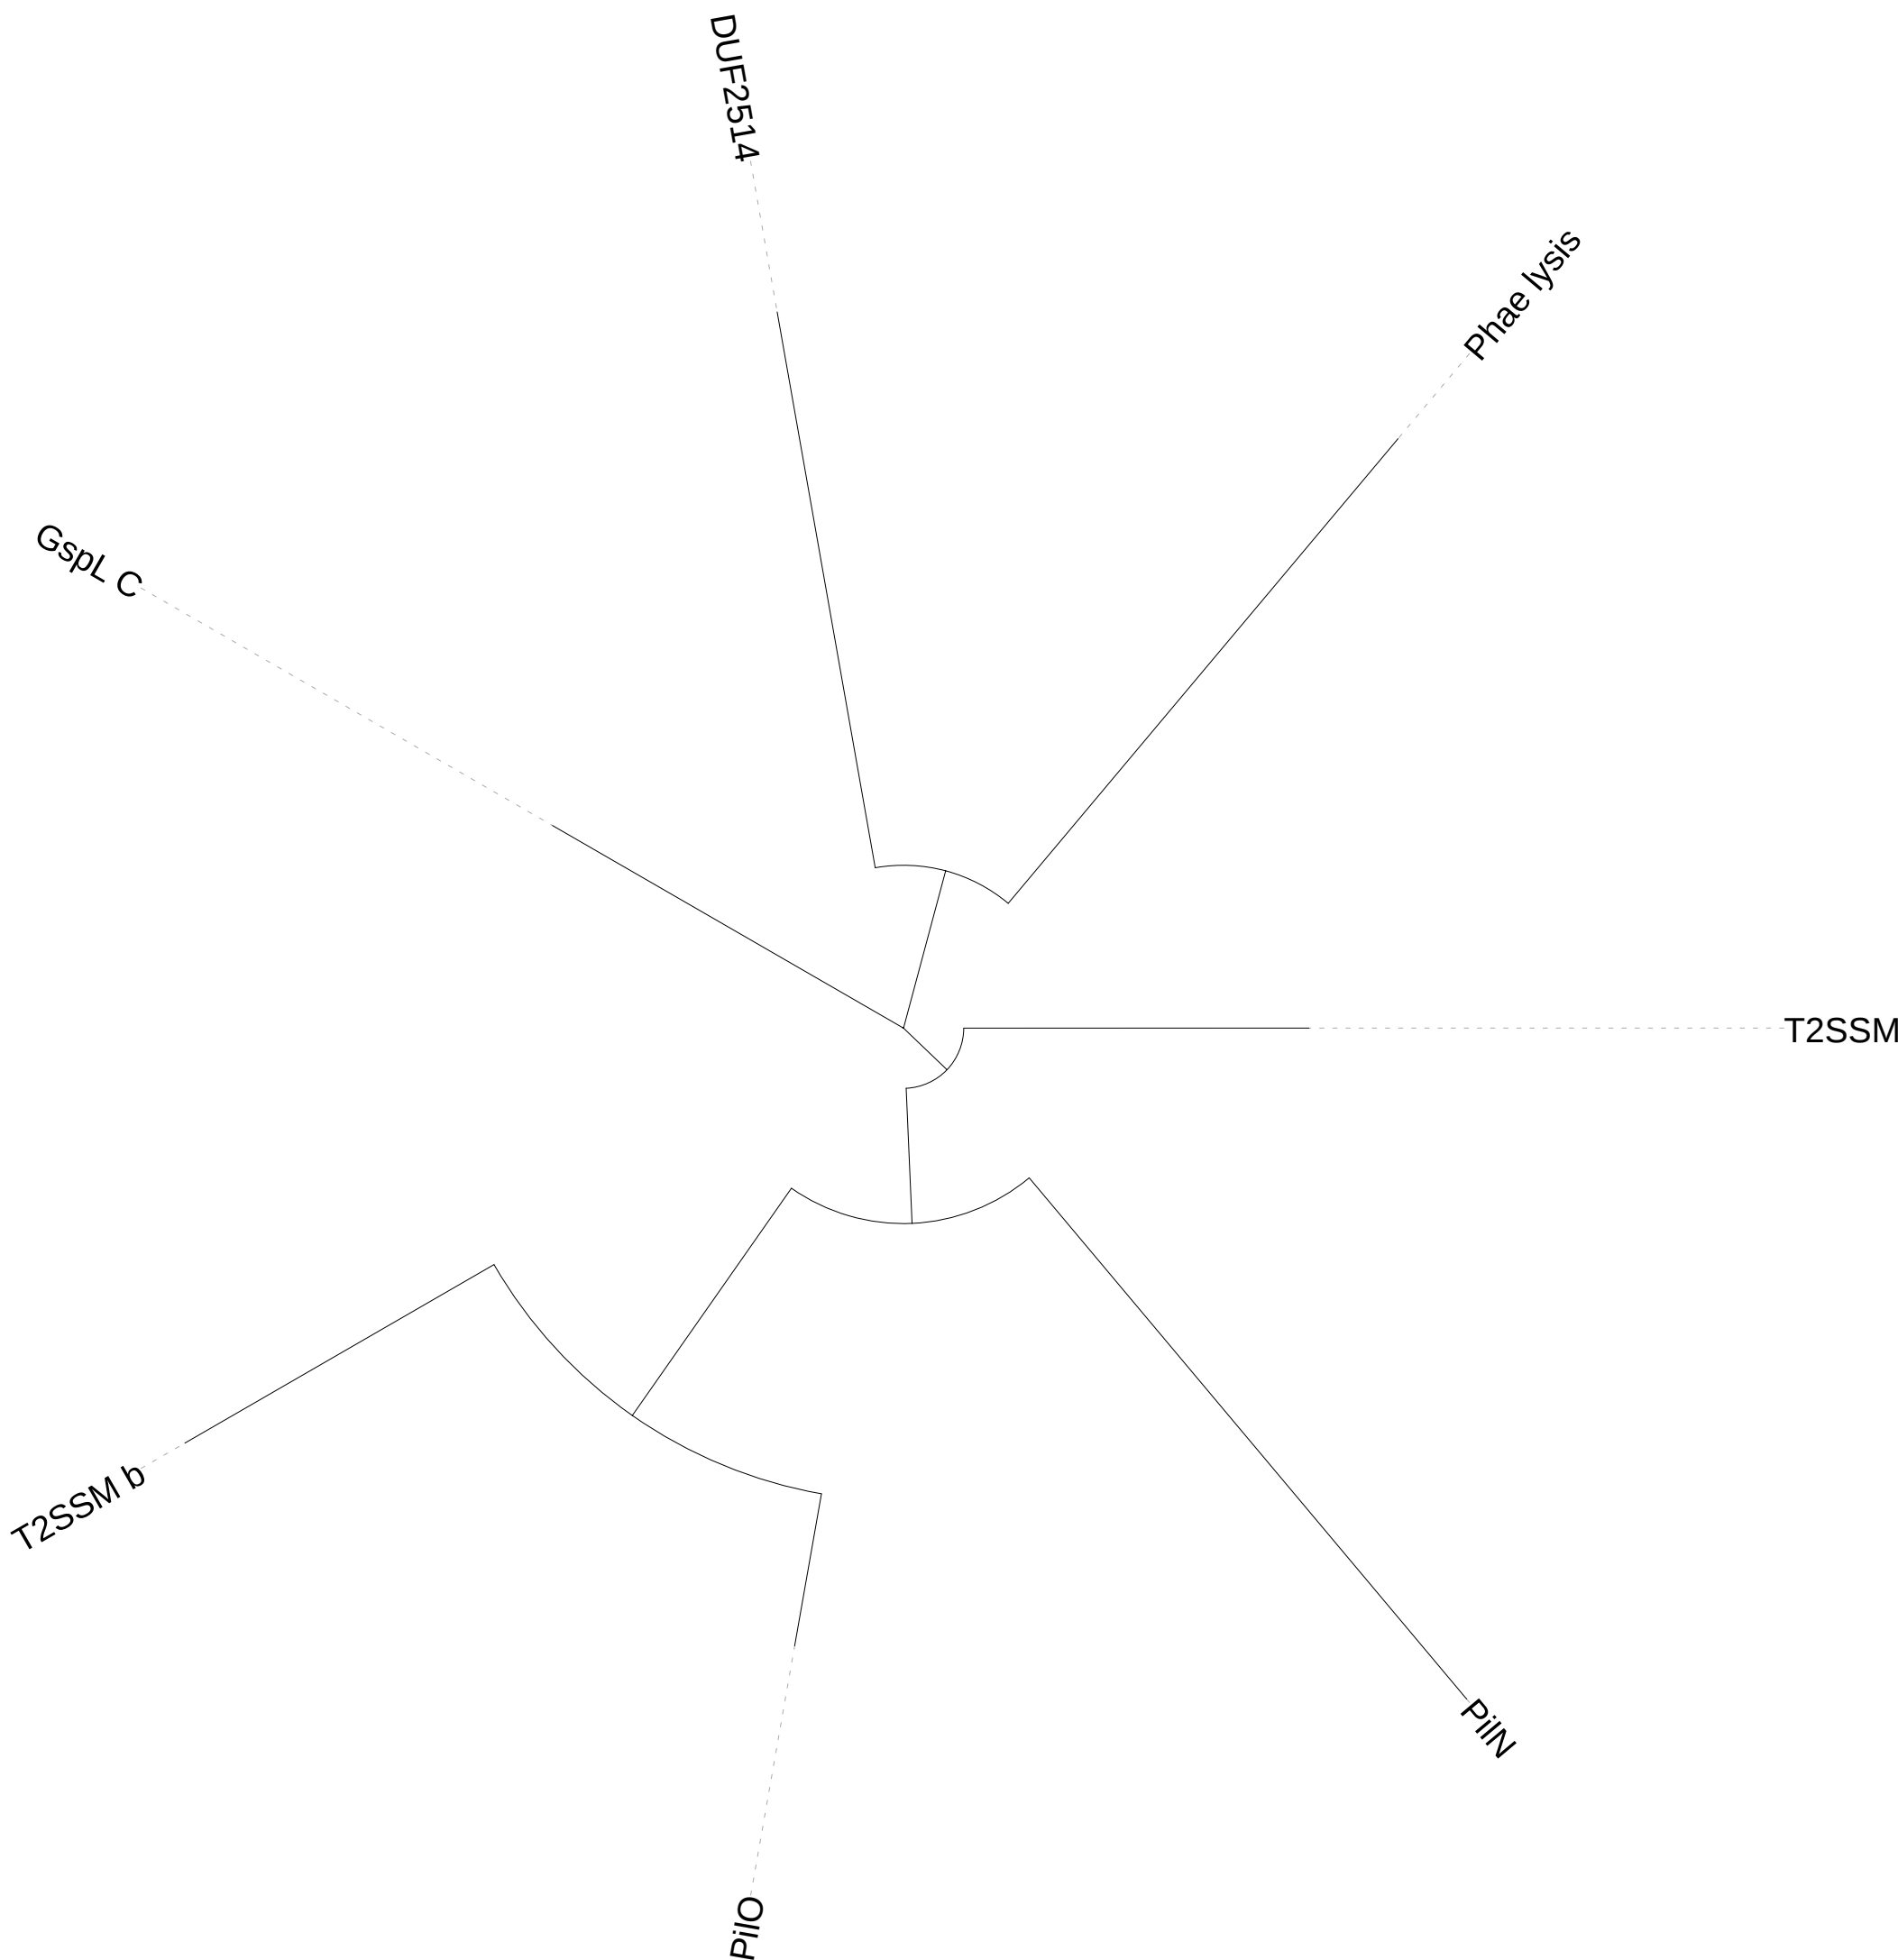 DUF2514
Phae lysis
GspL C
T2SSM
T2SSM b
PilN
PilO